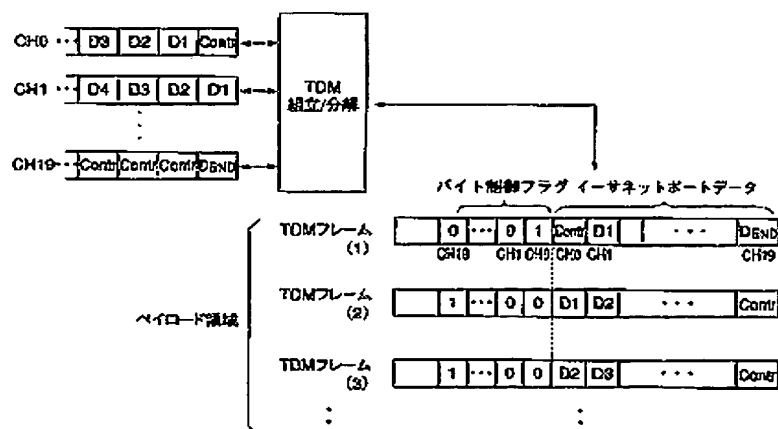 CH0 ··· D3 D2 D1 Contr
CH1 ··· D4 D3 D2 D1
CH19 ··· Contr Contr Contr DEND
TDM
組立/分解
バイト制御フラグ イーサネットポートデータ
TDMフレーム
(1)
0 ··· 0 1 Contr D1 ··· DEND
CH19 CH1 CH0 CH0 CH1 CH19
ペイロード領域
TDMフレーム
(2)
1 ··· 0 0 D1 D2 ··· Contr
TDMフレーム
(3)
1 ··· 0 0 D2 D3 ··· Contr